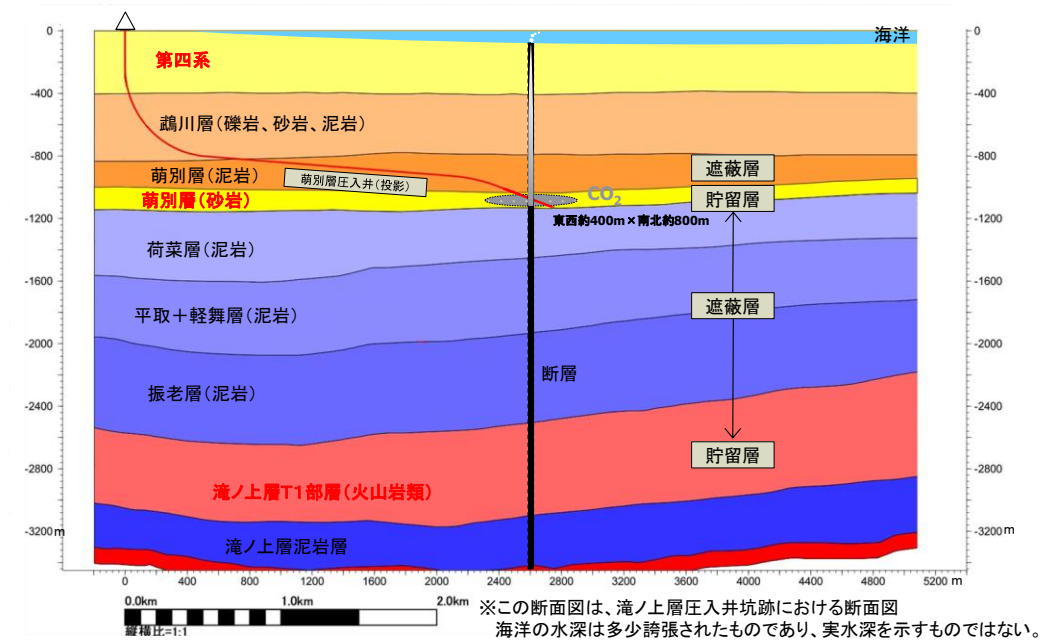 海洋
0
0
第四系
-400
-400
鵡川層(礫岩、砂岩、泥岩)
-800
-800
遮蔽層
萌別層(泥岩)
萌別層圧入井(投影)
CO2
貯留層
萌別層(砂岩)
-1200
-1200
東西約400m×南北約800m
荷菜層(泥岩)
-1600
-1600
平取+軽舞層(泥岩)
遮蔽層
-2000
-2000
断層
振老層(泥岩)
-2400
-2400
貯留層
-2800
-2800
滝ノ上層T1部層(火山岩類)
-3200m
-3200m
滝ノ上層泥岩層
0 400 800 1200 1600 2000 2400 2800 3200 3600 4000 4400 4800 5200 m
0.0km 1.0km 2.0km
縦横比=1:1
※この断面図は、滝ノ上層圧入井坑跡における断面図
海洋の水深は多少誇張されたものであり、実水深を示すものではない。